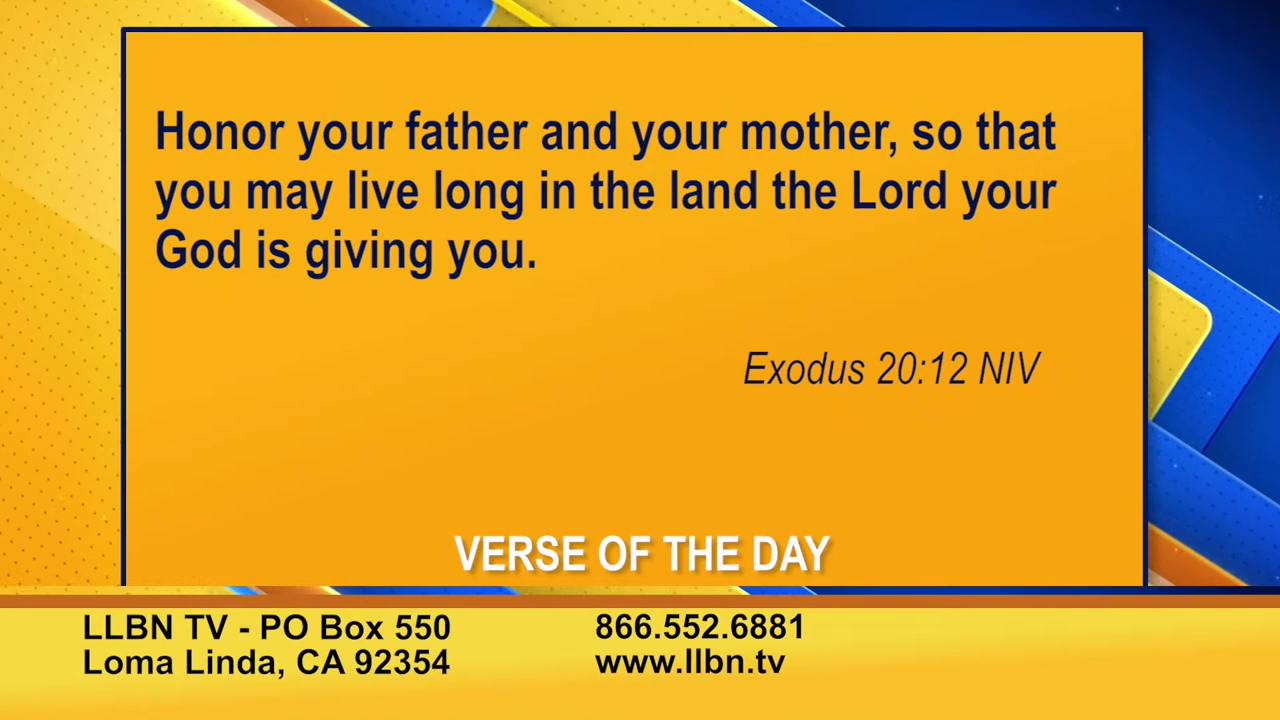 Honor your father and your mother, so that
you may live long in the land the Lord your
God is giving you.
Exodus 20:12 NIV
VERSE OF THE DAY
LLBN TV - PO Box 550
Loma Linda, CA 92354
866.552.6881
www.llbn.tv